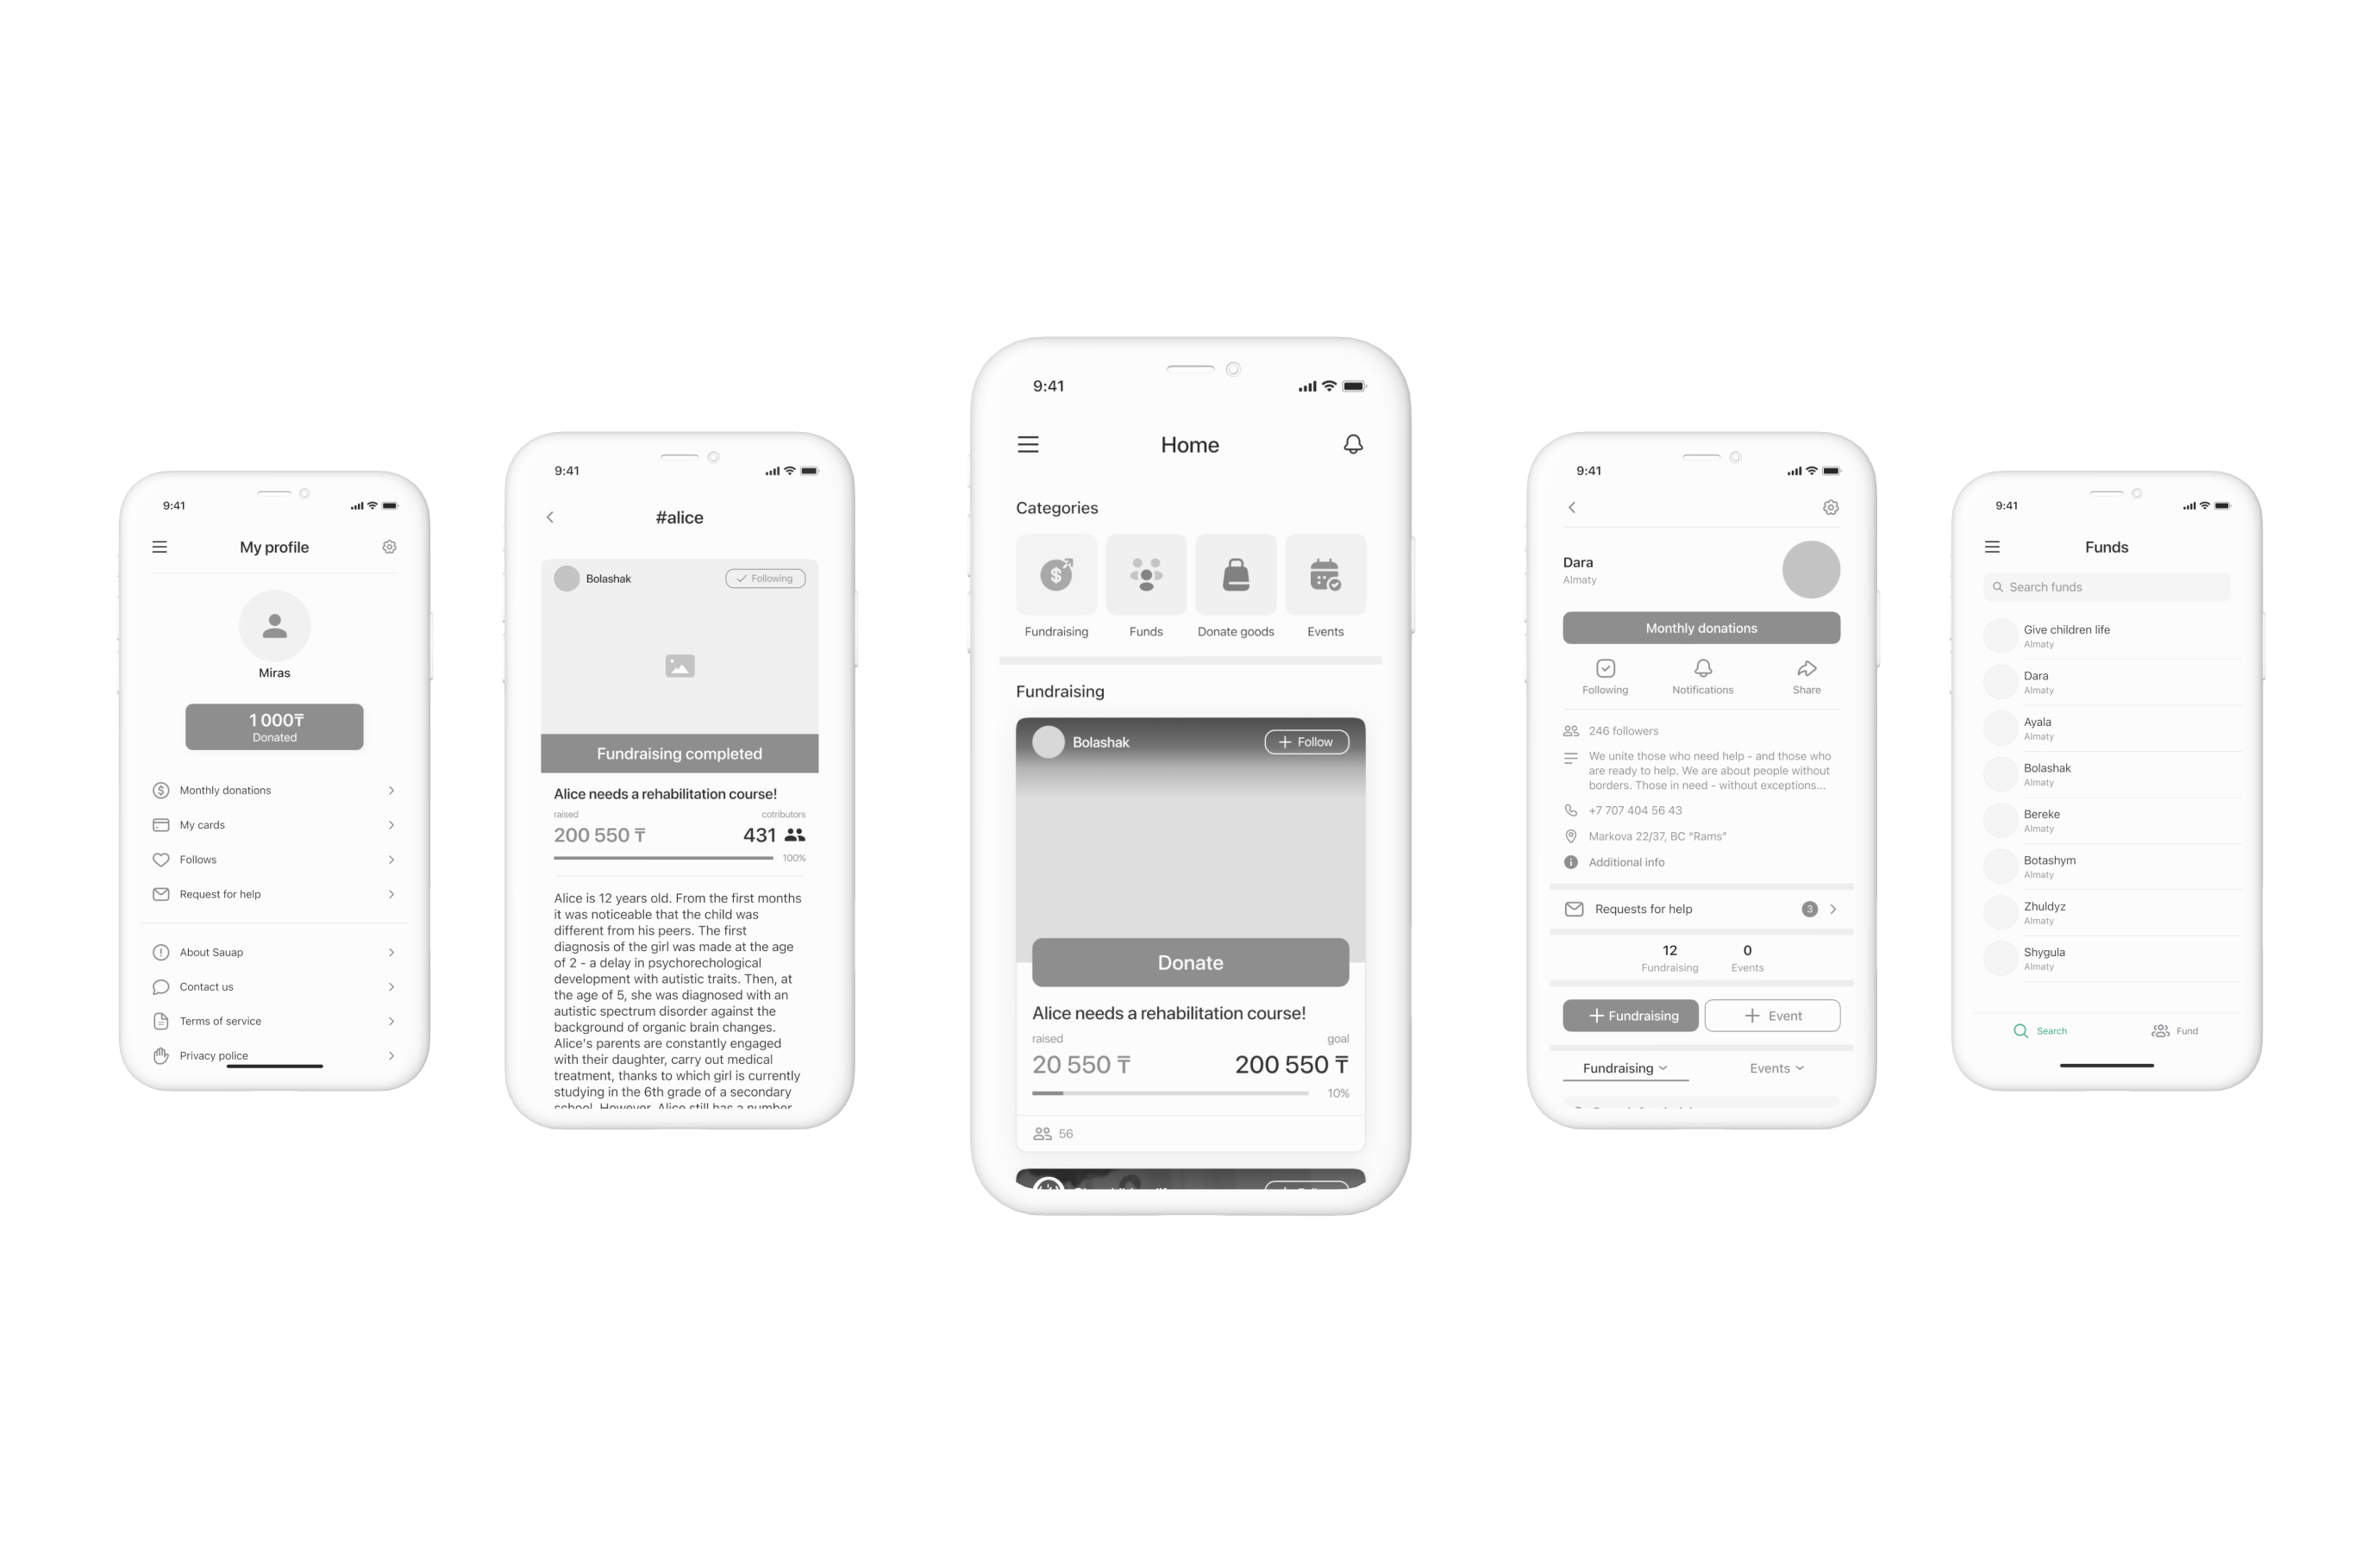 9:41
My profile
Miras
1 000₸
Donated
Monthly donations
My cards
Follows
Request for help
About Sauap
Contact us
Terms of service
Privacy police
9:41
#alice
Bolashak
Following
Fundraising completed
Alice needs a rehabilitation course!
raised cotributors
200 550 ₸ 431
100%
Alice is 12 years old. From the first months
it was noticeable that the child was
different from his peers. The first
diagnosis of the girl was made at the age
of 2 - a delay in psychorechological
development with autistic traits. Then, at
the age of 5, she was diagnosed with an
autistic spectrum disorder against the
background of organic brain changes.
Alice's parents are constantly engaged
with their daughter, carry out medical
treatment, thanks to which girl is currently
studying in the 6th grade of a secondary
school. However, Alice still has a number
9:41
Home
Categories
Fundraising Funds Donate goods Events
Fundraising
Bolashak + Follow
Donate
Alice needs a rehabilitation course!
raised goal
20 550 ₸ 200 550 ₸
10%
56
9:41
Dara
Almaty
Monthly donations
Following Notifications Share
246 followers
We unite those who need help - and those who
are ready to help. We are about people without
borders. Those in need - without exceptions...
+7 707 404 56 43
Markova 22/37, BC “Rams”
Additional info
Requests for help 3
12 0
Fundraising Events
+ Fundraising + Event
Fundraising Events
9:41
Funds
Search funds
Give children life
Almaty
Dara
Almaty
Ayala
Almaty
Bolashak
Almaty
Bereke
Almaty
Botashym
Almaty
Zhuldyz
Almaty
Shygula
Almaty
Search Fund